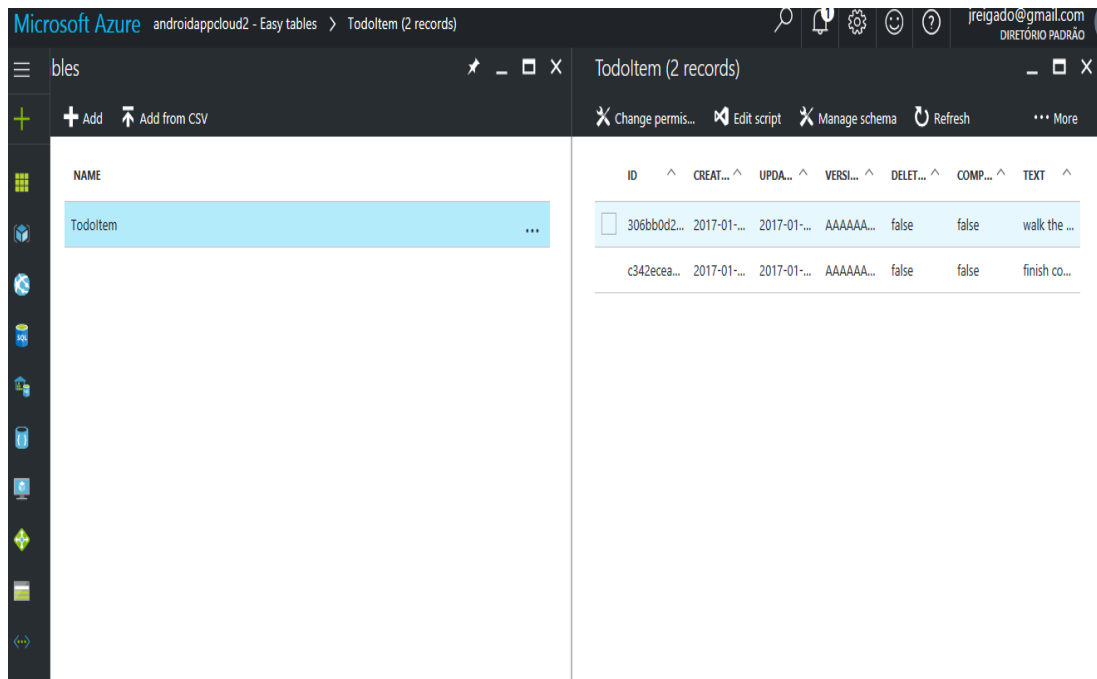 Microsoft Azure androidappcloud2 - Easy tables > TodoItem (2 records)
1
jreigado@gmail.com
DIRETÓRIO PADRÃO
bles
Add Add from CSV
NAME
TodoItem ...
TodoItem (2 records)
Change permis... Edit script Manage schema Refresh ... More
ID CREAT... UPDA... VERSI... DELET... COMP... TEXT
306bb0d2... 2017-01-... 2017-01-... AAAAAA... false false walk the ...
c342ecea... 2017-01-... 2017-01-... AAAAAA... false false finish co...
SQL